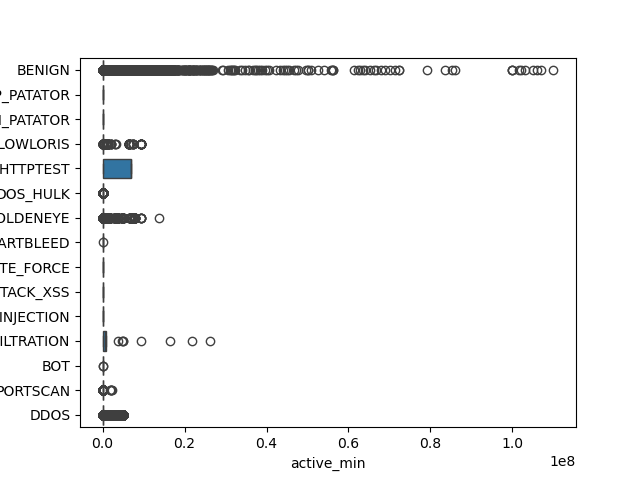 BENIGN
P_PATATOR
_PATATOR
LOWLORIS
HTTPTEST
DOS_HULK
OLDENEYE
ARTBLEED
TE_FORCE
TACK_XSS
INJECTION
ILTRATION
BOT
PORTSCAN
DDOS
0.0 0.2 0.4 0.6 0.8 1.0
1e8
active_min